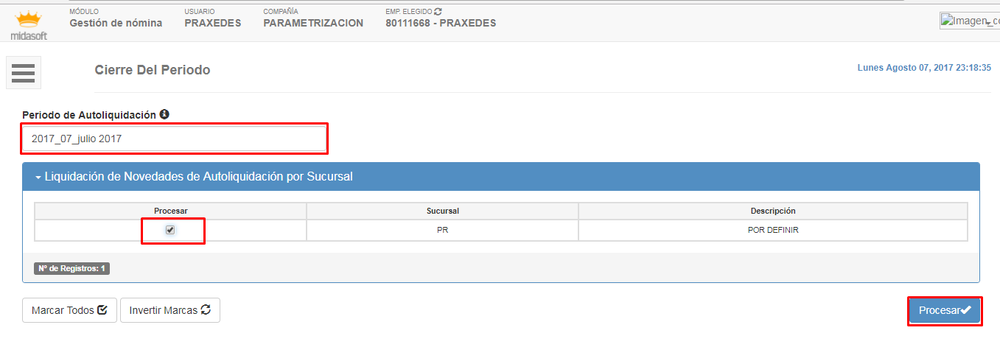 MÓDULO
Gestión de nómina
USUARIO
PRAXEDES
COMPAÑÍA
PARAMETRIZACION
EMP. ELEGIDO
80111668 - PRAXEDES
midasoft
Imagen_co
Cierre Del Periodo
Lunes Agosto 07, 2017 23:18:35
Periodo de Autoliquidación
2017_07_julio 2017
Liquidación de Novedades de Autoliquidación por Sucursal
Procesar Sucursal Descripción
PR POR DEFINIR
Nº de Registros: 1
Marcar Todos Invertir Marcas Procesar